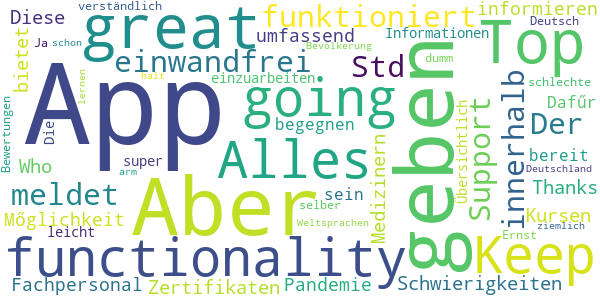 verständlich
Diese great funktioniert Top informieren
Ja schon umfassend Informationen Deutsch
bietet einwandfrei Bevölkerung
lernen halt Std dumm
App einzuarbeiten going geben innerhalb schlechte
Bewertungen Die begegnen Übersichtlich Support Der Dafür
Who super Alles Medizinern bereit
arm Deutschland
meldet Aber sein Keep Thanks
Möglichkeit selber Kursen
leicht Weltsprachen Ernst ziemlich
functionality
Fachpersonal Zertifikaten Pandemie Schwierigkeiten